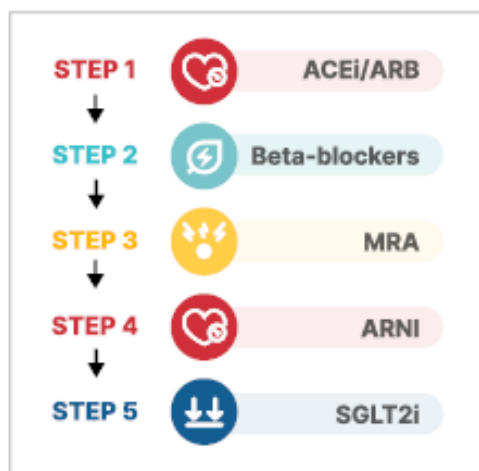 STEP 1 ACEi/ARB
STEP 2 Beta-blockers
STEP 3 MRA
STEP 4 ARNI
STEP 5 SGLT2i